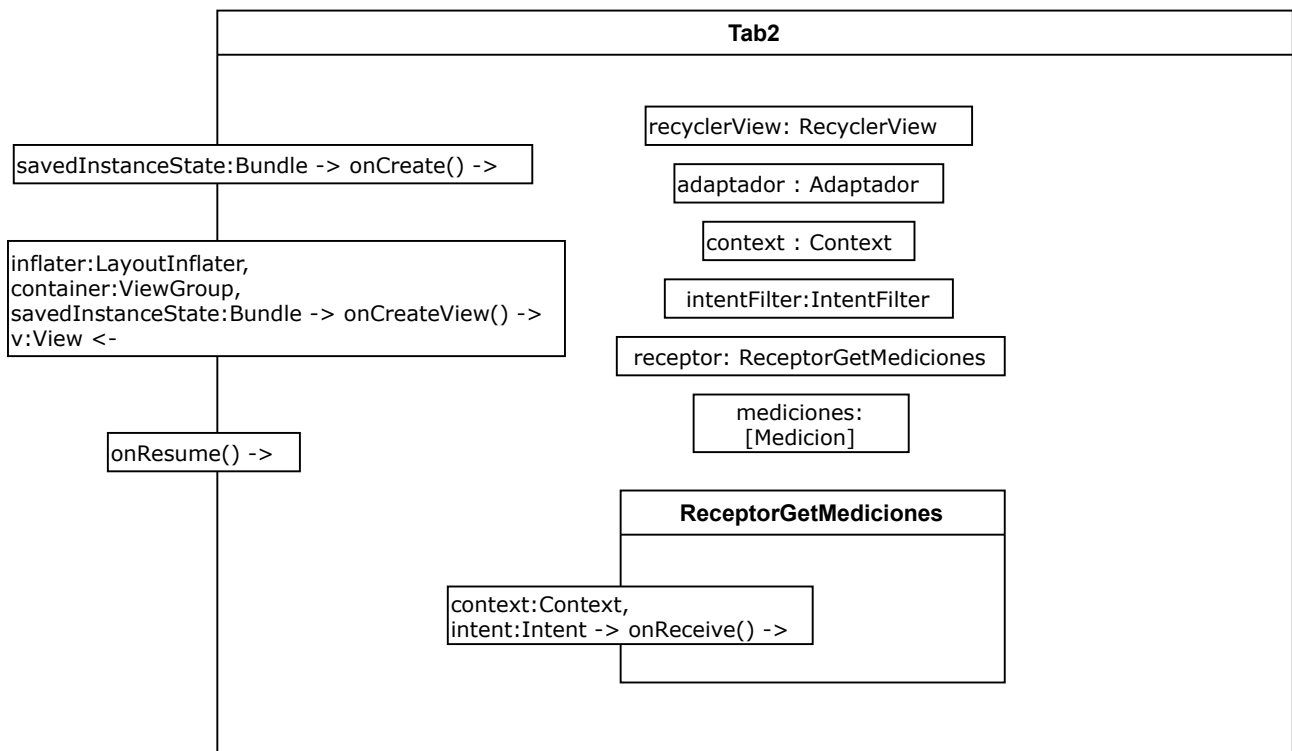 Tab2
recyclerView: RecyclerView
savedInstanceState:Bundle -> onCreate() ->
adaptador : Adaptador
context : Context
inflater:LayoutInflater,
container:ViewGroup,
savedInstanceState:Bundle -> onCreateView() ->
v:View <-
intentFilter:IntentFilter
receptor: ReceptorGetMediciones
mediciones:
[Medicion]
onResume() ->
ReceptorGetMediciones
context:Context,
intent:Intent -> onReceive() ->